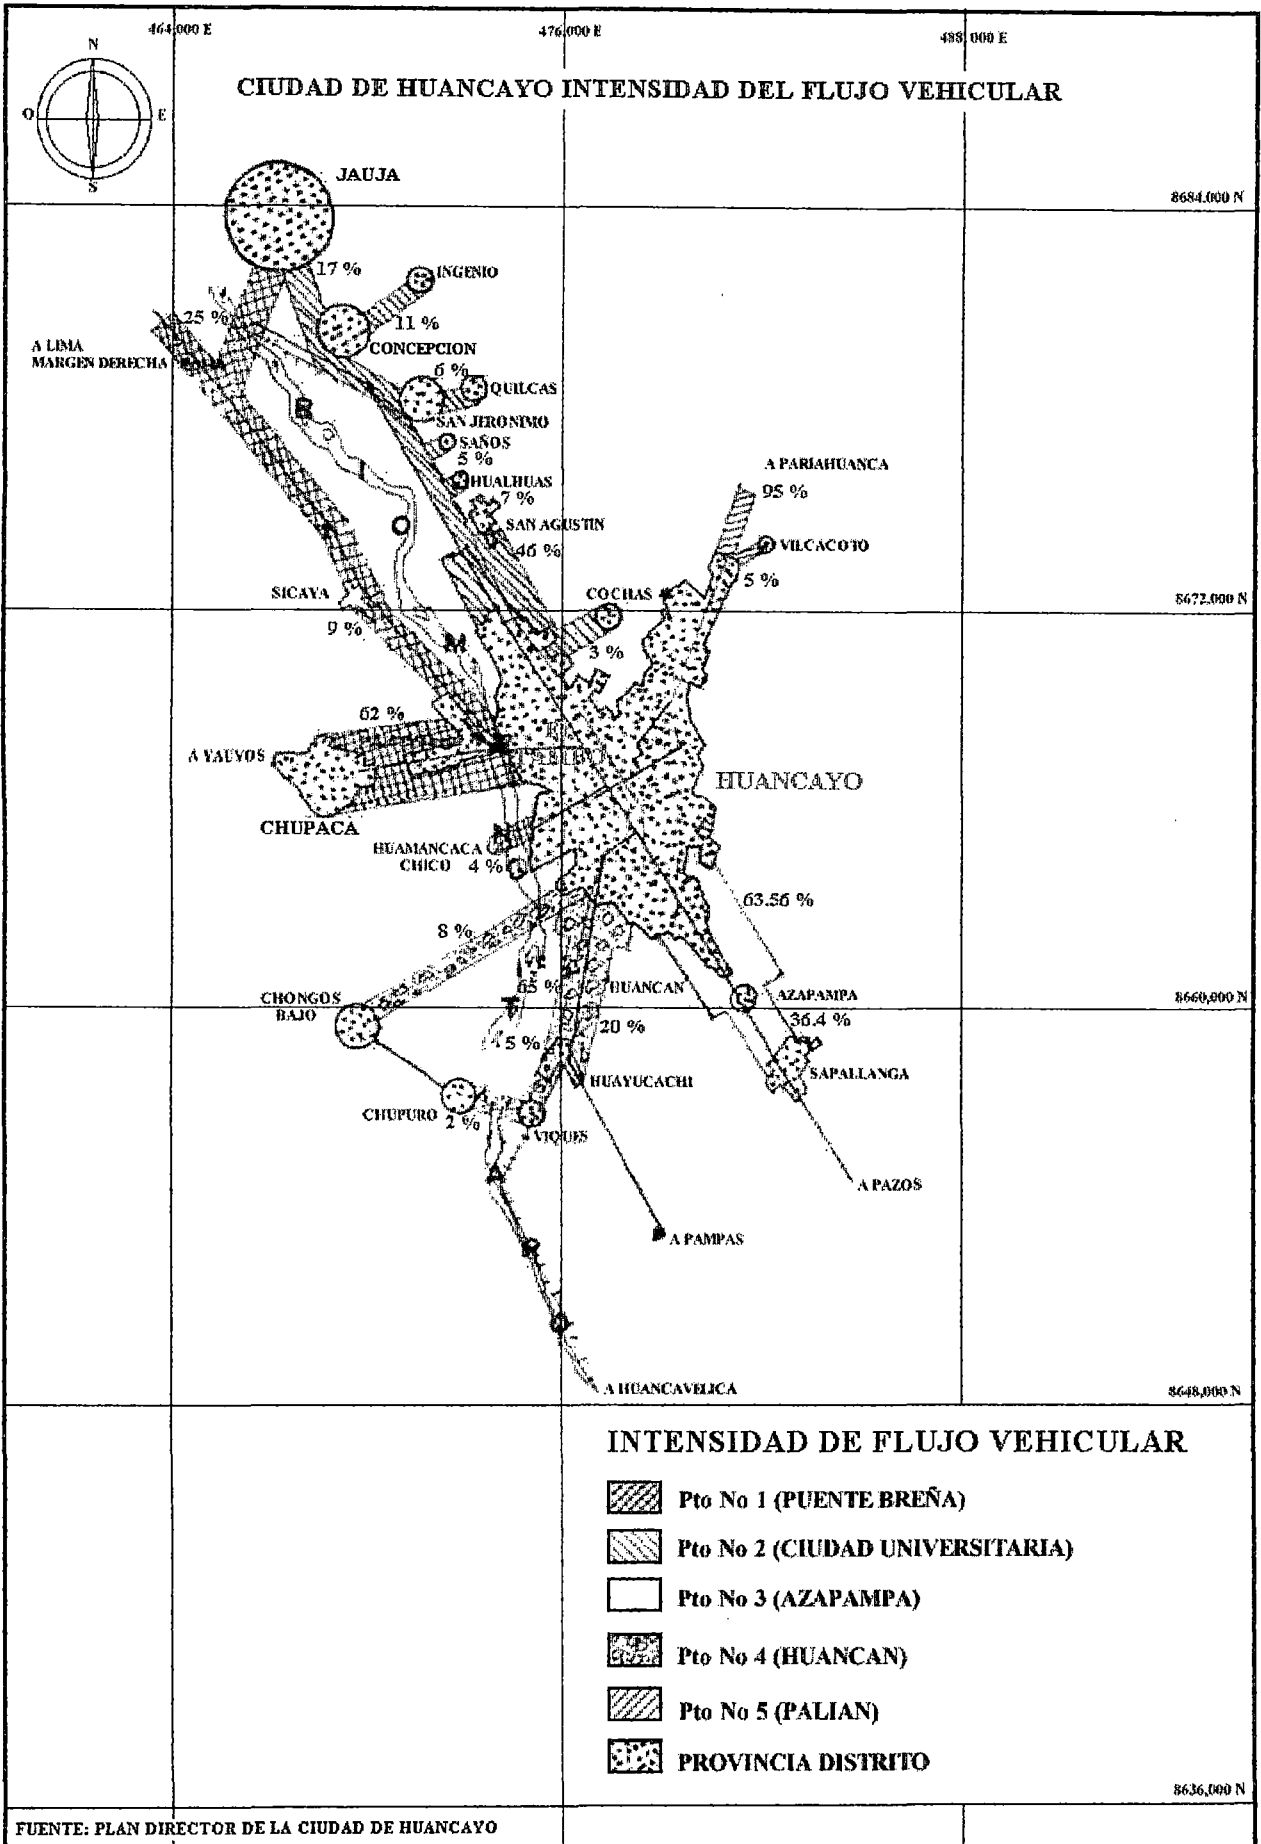 464,000 E
476,000 E
488,000 E
N
O
E
S
CIUDAD DE HUANCAYO INTENSIDAD DEL FLUJO VEHICULAR
JAUJA
8684,000 N
17 %
INGENIO
25 %
11 %
A LIMA
MARGEN DERECHA
CONCEPCION
6 %
QUILCAS
SAN JERONIMO
SAÑOS
5 %
HUALHUAS
7 %
SAN AGUSTIN
46 %
A PARIAHUANCA
95 %
VILCACOTO
5 %
R
I
O
SICAYA
9 %
COCHAS
3 %
8672,000 N
M
62 %
A YAUYOS
CHUPACA
EL
TAMBO
HUANCAYO
HUAMANCACA
CHICO 4 %
N
63.56 %
8 %
T
65 %
HUANCAN
AZAPAMPA
36.4 %
8660,000 N
CHONGOS
BAJO
20 %
5 %
SAPALLANGA
HUAYUCACHI
CHUPURO 2 %
VIQUES
A
A PAZOS
R
A PAMPAS
O
A HUANCAVELICA
8648,000 N
INTENSIDAD DE FLUJO VEHICULAR
Pto No 1 (PUENTE BREÑA)
Pto No 2 (CIUDAD UNIVERSITARIA)
Pto No 3 (AZAPAMPA)
Pto No 4 (HUANCAN)
Pto No 5 (PALIAN)
PROVINCIA DISTRITO
8636,000 N
FUENTE: PLAN DIRECTOR DE LA CIUDAD DE HUANCAYO